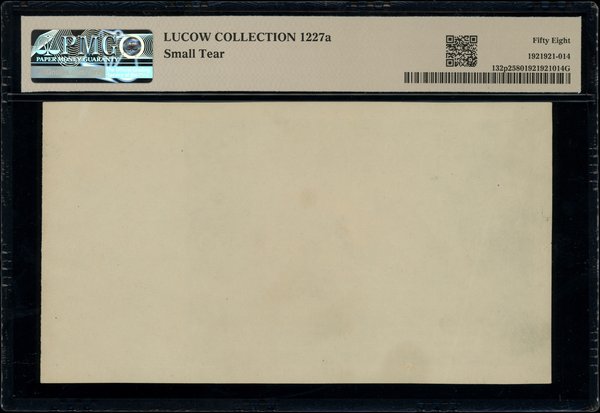 PMG
PAPER MONEY GUARANTY
LUCOW COLLECTION 1227a
Small Tear
Fifty Eight
1921921-014
132p25801921921014G